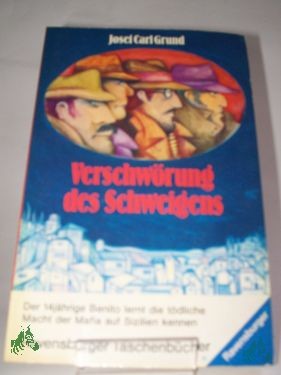 Josef Carl Grund
Verschwörung
des Schweigens
Der 14jährige Benito lernt die tödliche
Macht der Mafia auf Sizilien kennen
Ravensburger
vensburger Taschenbücher